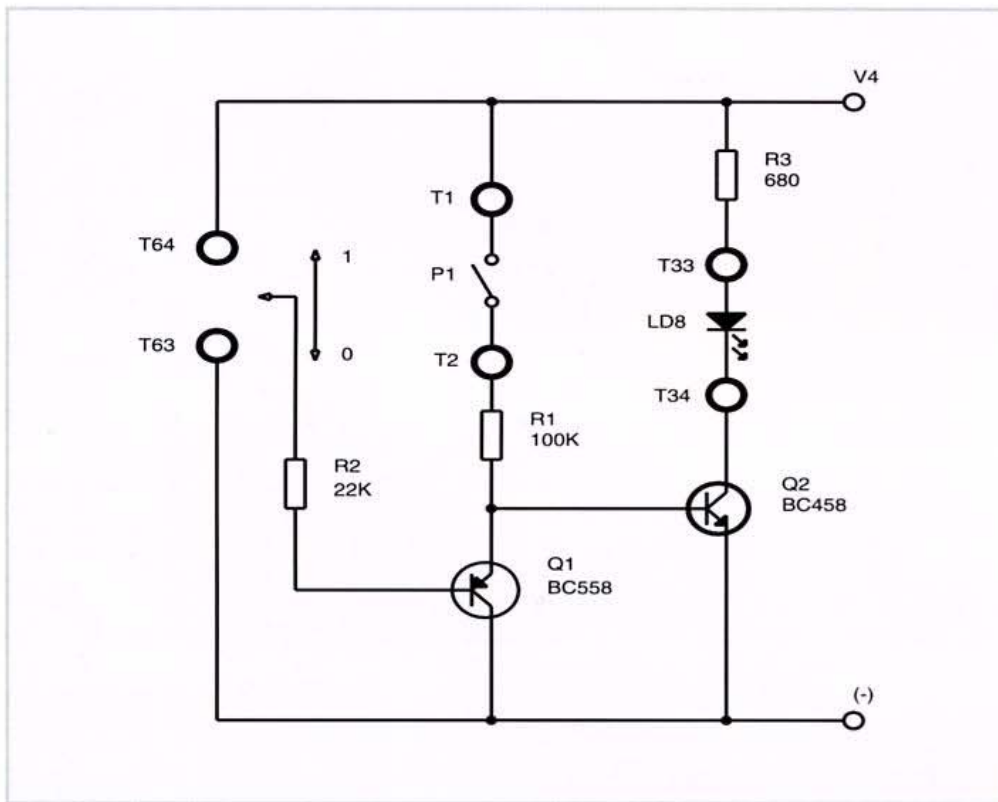 V4
R3
680
T1
T64
1
P1
T33
LD8
T63
0
T2
T34
R1
100K
R2
22K
Q2
BC458
Q1
BC558
(-)